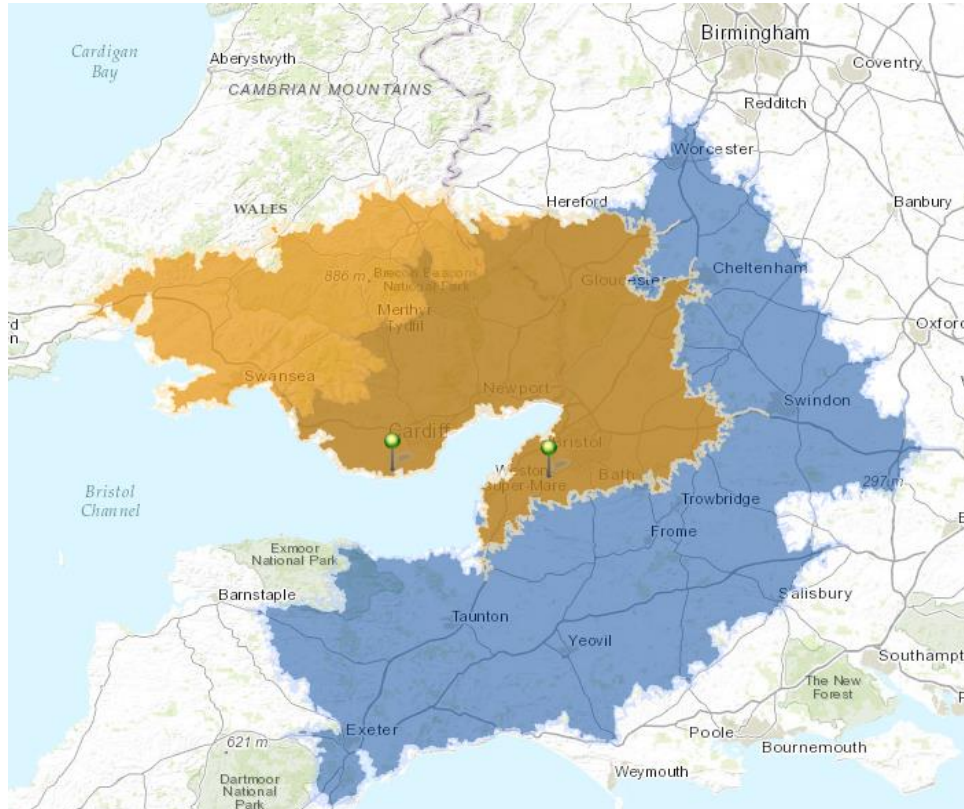 Birmingham
Cardigan
Bay
Aberystwyth
Coventry
CAMBRIAN MOUNTAINS
Redditch
Worcester
Hereford
Banbury
WALES
Cheltenham
886 m
Brecon Beacons
National Park
Gloucester
Merthyr
Tydfil
Oxford
Swansea
Newport
Swindon
Cardiff
Bristol
Weston
Super-Mare
Bath
297 m
Bristol
Channel
Trowbridge
Frome
Exmoor
National Park
Barnstaple
Salisbury
Taunton
Yeovil
Southampt
The New
Forest
Exeter
Poole
621 m
Bournemouth
Weymouth
Dartmoor
National
Park